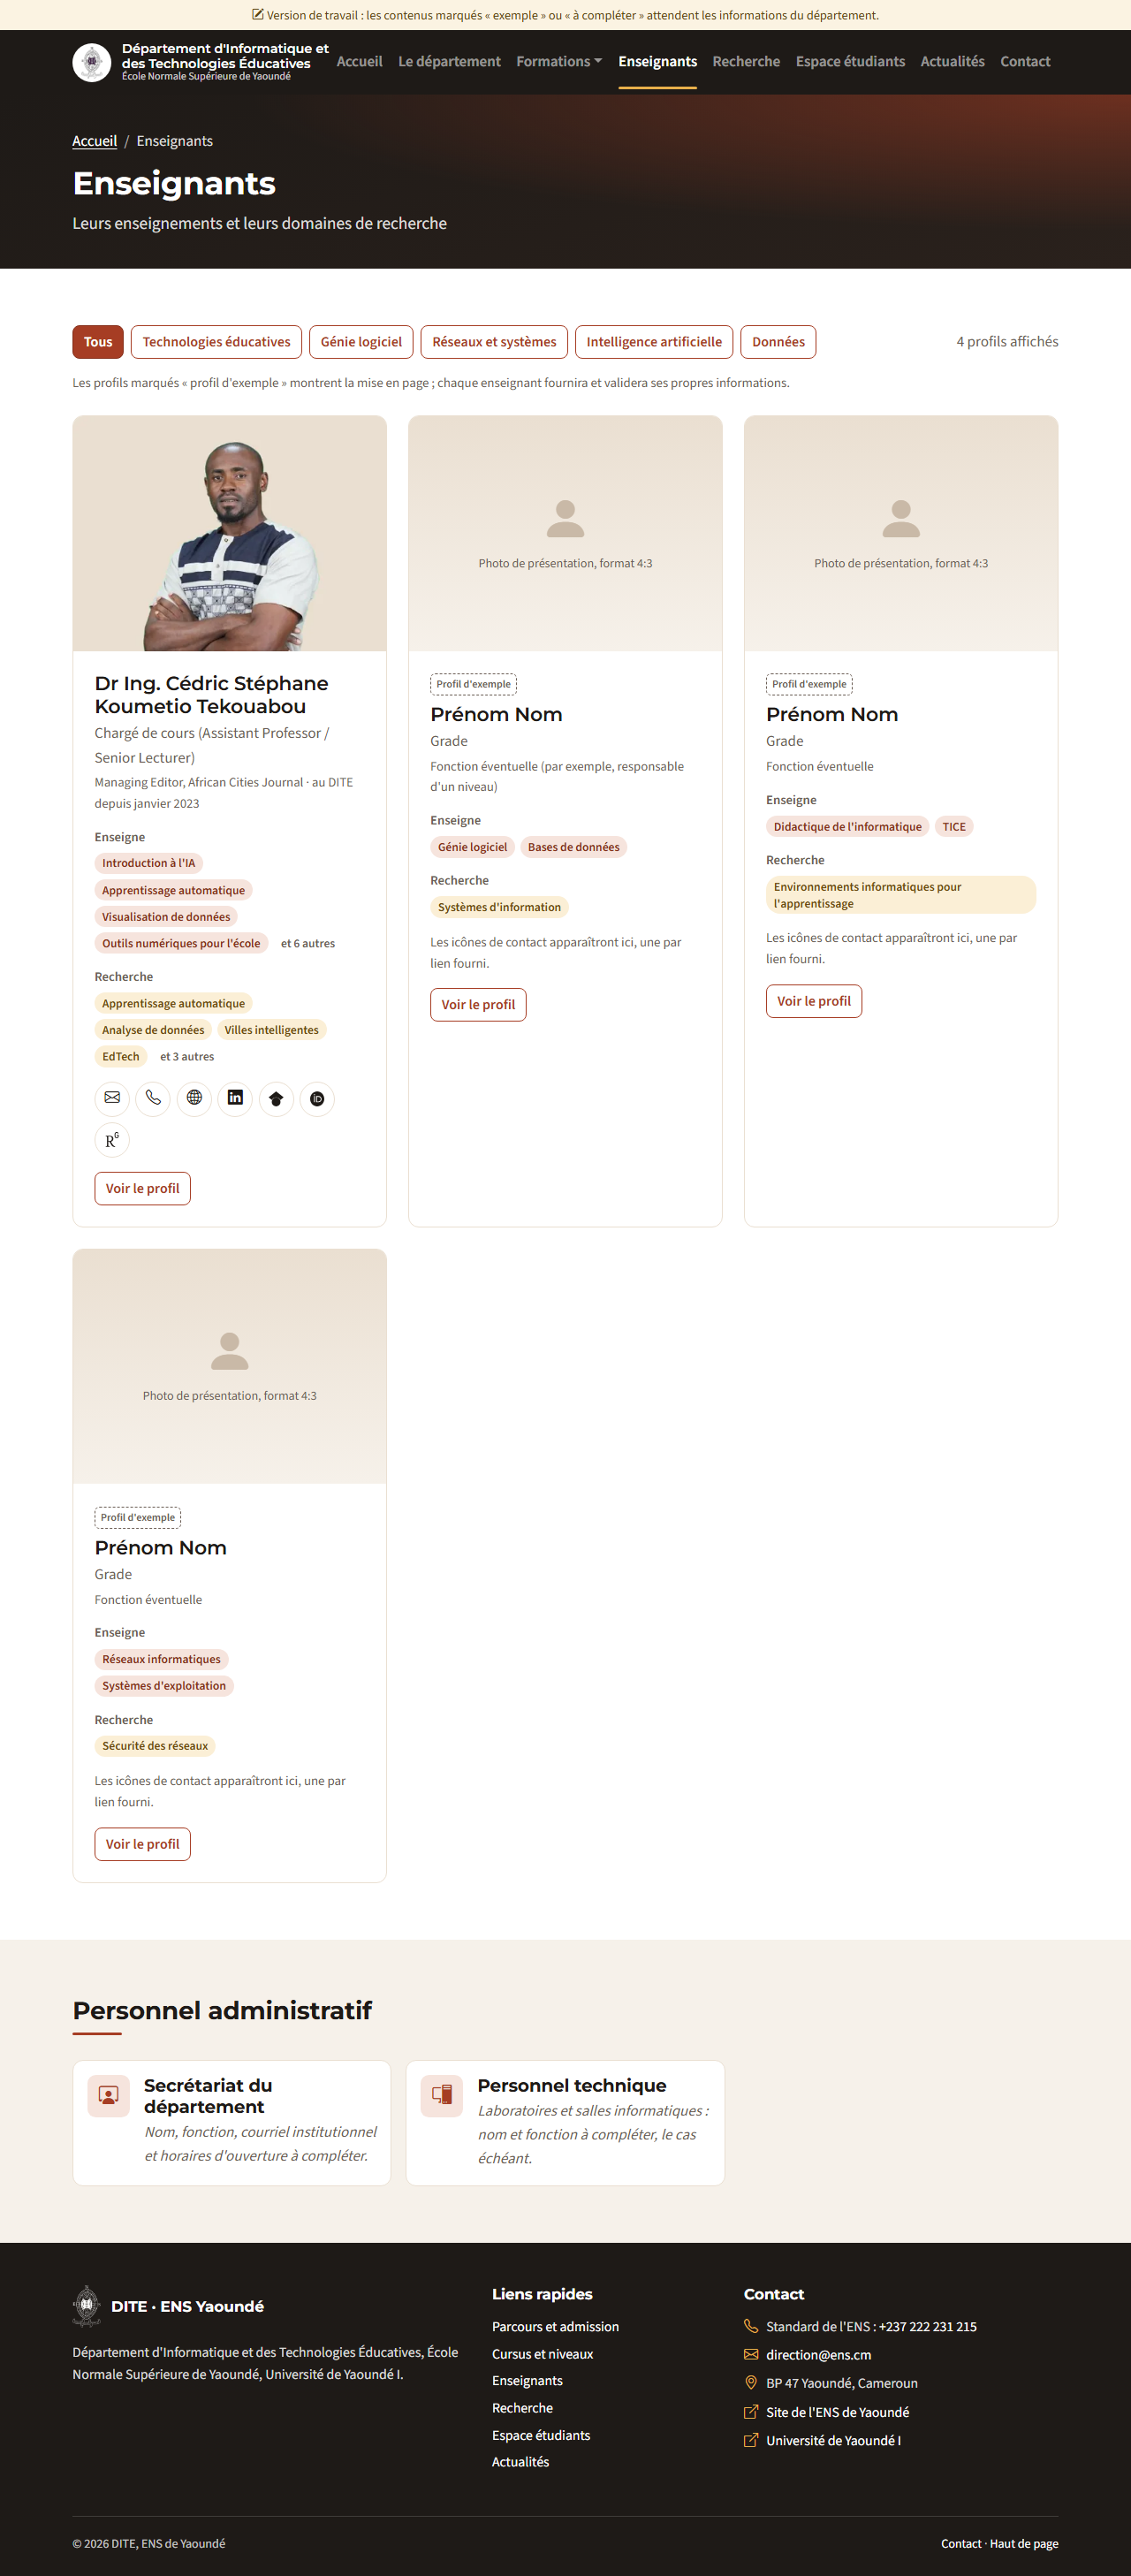 Version de travail : les contenus marqués « exemple » ou « à compléter » attendent les informations du département.
Département d'Informatique et
des Technologies Éducatives
École Normale Supérieure de Yaoundé
Accueil Le département Formations Enseignants Recherche Espace étudiants Actualités Contact
Accueil / Enseignants
Enseignants
Leurs enseignements et leurs domaines de recherche
Tous Technologies éducatives Génie logiciel Réseaux et systèmes Intelligence artificielle Données 4 profils affichés
Les profils marqués « profil d'exemple » montrent la mise en page ; chaque enseignant fournira et validera ses propres informations.
Dr Ing. Cédric Stéphane
Koumetio Tekouabou
Chargé de cours (Assistant Professor /
Senior Lecturer)
Managing Editor, African Cities Journal · au DITE
depuis janvier 2023
Enseigne
Introduction à l'IA
Apprentissage automatique
Visualisation de données
Outils numériques pour l'école et 6 autres
Recherche
Apprentissage automatique
Analyse de données Villes intelligentes
EdTech et 3 autres
in
iD
RG
Voir le profil
Photo de présentation, format 4:3
Profil d'exemple
Prénom Nom
Grade
Fonction éventuelle (par exemple, responsable
d'un niveau)
Enseigne
Génie logiciel Bases de données
Recherche
Systèmes d'information
Les icônes de contact apparaîtront ici, une par
lien fourni.
Voir le profil
Photo de présentation, format 4:3
Profil d'exemple
Prénom Nom
Grade
Fonction éventuelle
Enseigne
Didactique de l'informatique TICE
Recherche
Environnements informatiques pour
l'apprentissage
Les icônes de contact apparaîtront ici, une par
lien fourni.
Voir le profil
Photo de présentation, format 4:3
Profil d'exemple
Prénom Nom
Grade
Fonction éventuelle
Enseigne
Réseaux informatiques
Systèmes d'exploitation
Recherche
Sécurité des réseaux
Les icônes de contact apparaîtront ici, une par
lien fourni.
Voir le profil
Personnel administratif
Secrétariat du
département
Nom, fonction, courriel institutionnel
et horaires d'ouverture à compléter.
Personnel technique
Laboratoires et salles informatiques :
nom et fonction à compléter, le cas
échéant.
DITE · ENS Yaoundé
Département d'Informatique et des Technologies Éducatives, École
Normale Supérieure de Yaoundé, Université de Yaoundé I.
Liens rapides
Parcours et admission
Cursus et niveaux
Enseignants
Recherche
Espace étudiants
Actualités
Contact
Standard de l'ENS : +237 222 231 215
direction@ens.cm
BP 47 Yaoundé, Cameroun
Site de l'ENS de Yaoundé
Université de Yaoundé I
© 2026 DITE, ENS de Yaoundé
Contact · Haut de page